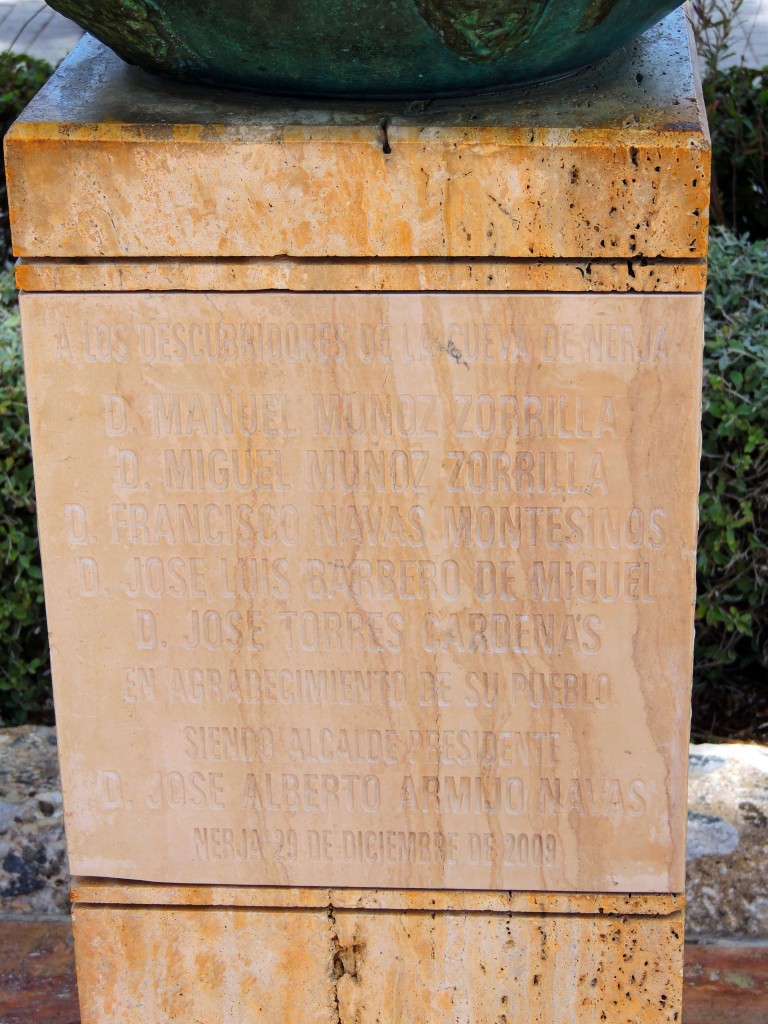 A LOS DESCUBRIDORES DE LA CUEVA DE NERJA
D. MANUEL MUÑOZ ZORRILLA
D. MIGUEL MUÑOZ ZORRILLA
D. FRANCISCO NAVAS MONTESINOS
D. JOSE LUIS BARBERO DE MIGUEL
D. JOSE TORRES CARDENAS
EN AGRADECIMIENTO DE SU PUEBLO
SIENDO ALCALDE PRESIDENTE
D. JOSE ALBERTO ARMIJO NAVAS
NERJA 29 DE DICIEMBRE DE 2009